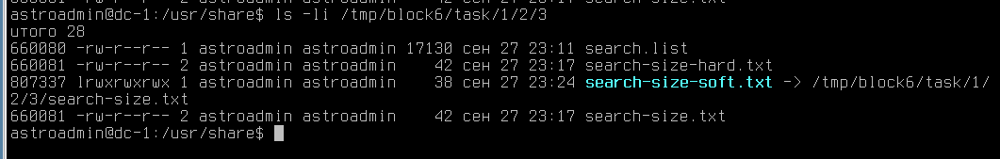 astroadmin@dc-1:/usr/share$ ls -li /tmp/block6/task/1/2/3
итого 28
660080 -rw-r--r-- 1 astroadmin astroadmin 17130 сен 27 23:11 search.list
660081 -rw-r--r-- 2 astroadmin astroadmin    42 сен 27 23:17 search-size-hard.txt
807337 lrwxrwxrwx 1 astroadmin astroadmin    38 сен 27 23:24 search-size-soft.txt -> /tmp/block6/task/1/
2/3/search-size.txt
660081 -rw-r--r-- 2 astroadmin astroadmin    42 сен 27 23:17 search-size.txt
astroadmin@dc-1:/usr/share$